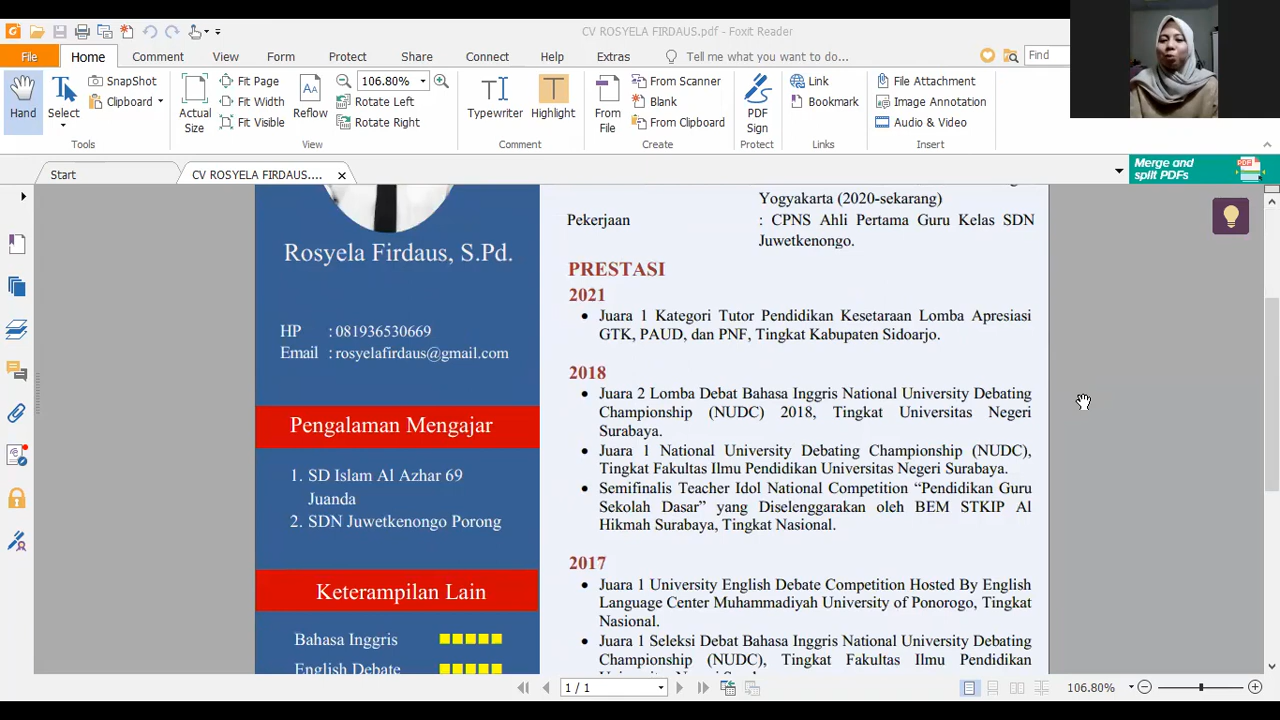 CV ROSYELA FIRDAUS.pdf - Foxit Reader
File Home Comment View Form Protect Share Connect Help Extras Tell me what you want to do... Find
Hand
Select
SnapShot
Clipboard
Tools
Actual Size
Fit Page
Fit Width
Fit Visible
Reflow
106.80%
Rotate Left
Rotate Right
View
Typewriter
Highlight
Comment
From File
From Scanner
Blank
From Clipboard
Create
PDF Sign
Protect
Link
Bookmark
Links
File Attachment
Image Annotation
Audio & Video
Insert
Start
CV ROSYELA FIRDAUS....
Merge and
split PDFs
Rosyela Firdaus, S.Pd.
HP : 081936530669
Email : rosyelafirdaus@gmail.com
Pengalaman Mengajar
1. SD Islam Al Azhar 69
Juanda
2. SDN Juwetkenongo Porong
Keterampilan Lain
Bahasa Inggris
English Debate
Yogyakarta (2020-sekarang)
Pekerjaan : CPNS Ahli Pertama Guru Kelas SDN
Juwetkenongo.
PRESTASI
2021
• Juara 1 Kategori Tutor Pendidikan Kesetaraan Lomba Apresiasi
GTK, PAUD, dan PNF, Tingkat Kabupaten Sidoarjo.
2018
• Juara 2 Lomba Debat Bahasa Inggris National University Debating
Championship (NUDC) 2018, Tingkat Universitas Negeri
Surabaya.
• Juara 1 National University Debating Championship (NUDC),
Tingkat Fakultas Ilmu Pendidikan Universitas Negeri Surabaya.
• Semifinalis Teacher Idol National Competition “Pendidikan Guru
Sekolah Dasar” yang Diselenggarakan oleh BEM STKIP Al
Hikmah Surabaya, Tingkat Nasional.
2017
• Juara 1 University English Debate Competition Hosted By English
Language Center Muhammadiyah University of Ponorogo, Tingkat
Nasional.
• Juara 1 Seleksi Debat Bahasa Inggris National University Debating
Championship (NUDC), Tingkat Fakultas Ilmu Pendidikan
1 / 1
106.80%